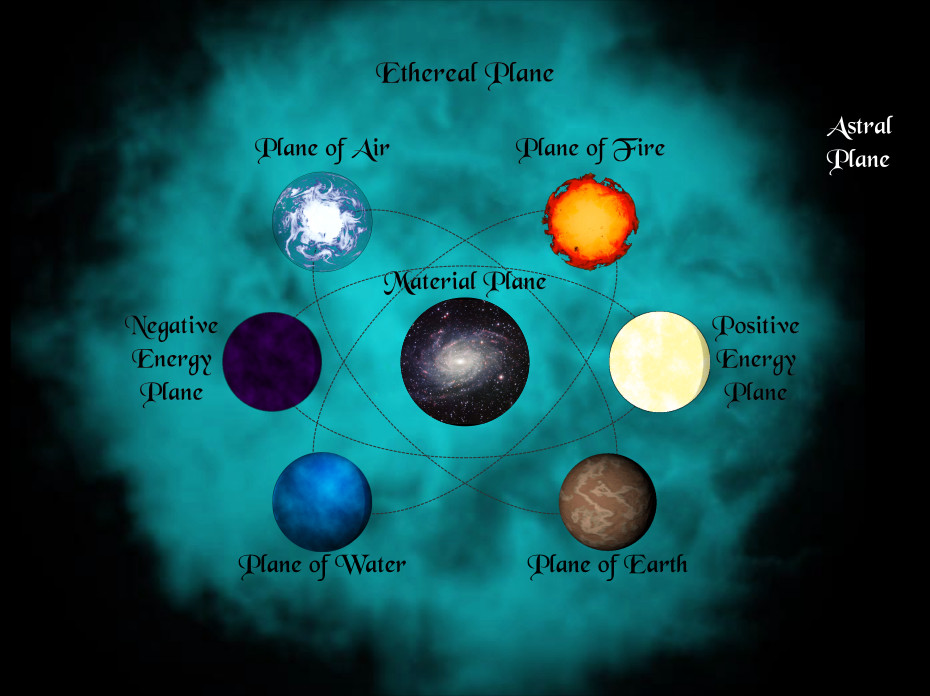 Ethereal Plane
Astral
Plane
Plane of Air
Plane of Fire
Material Plane
Negative
Energy
Plane
Positive
Energy
Plane
Plane of Water
Plane of Earth